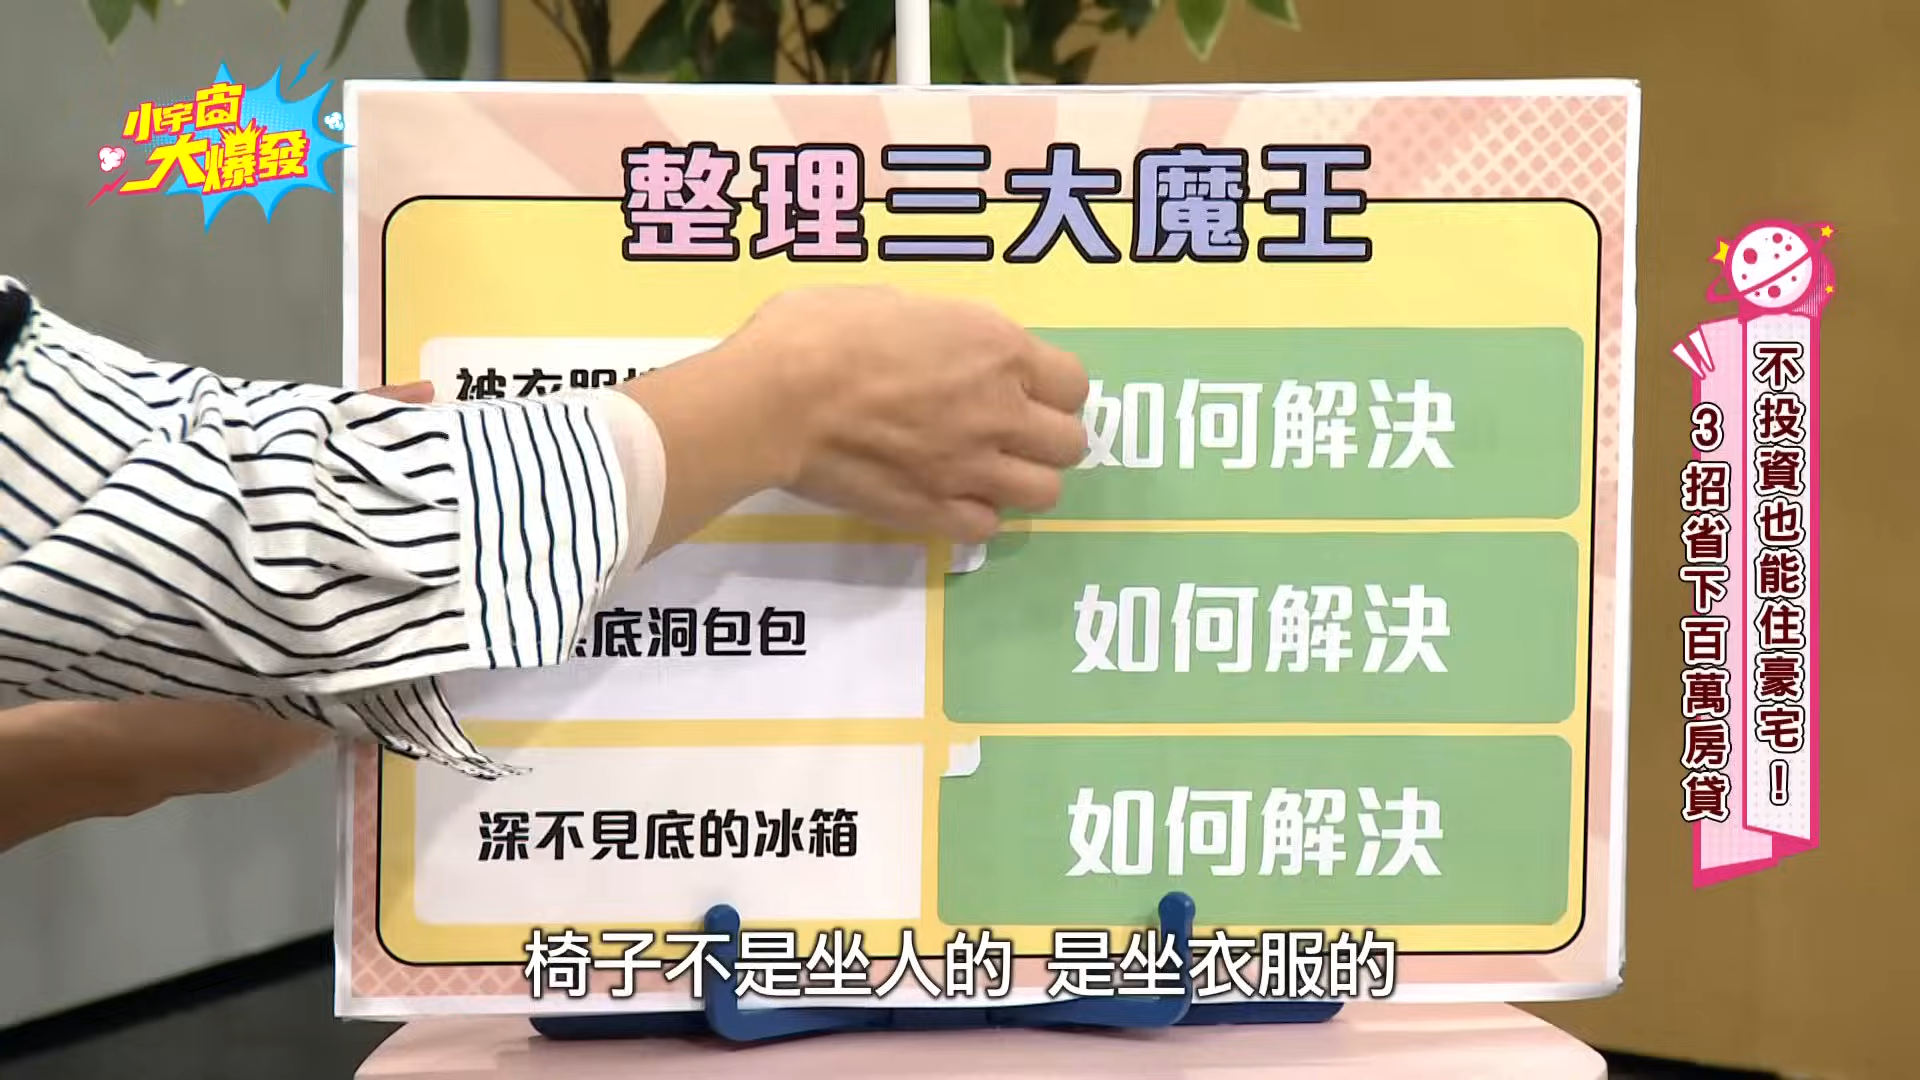 小宇宙
大爆發
整理三大魔王
被衣服
如何解決
底洞包包
如何解決
深不見底的冰箱
如何解決
不投資也能住豪宅！
3招省下百萬房貸
椅子不是坐人的 是坐衣服的